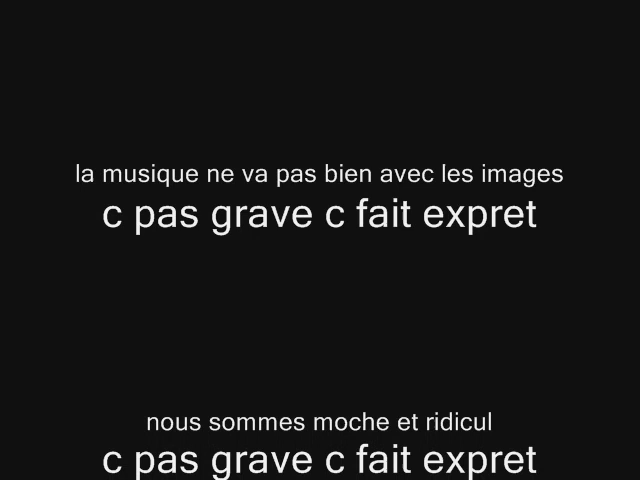 la musique ne va pas bien avec les images
c pas grave c fait expret
nous sommes moche et ridicul
c pas grave c fait expret